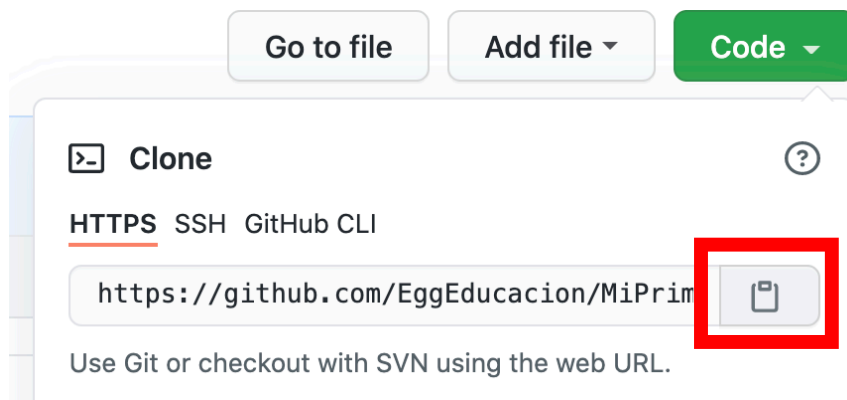 Go to file Add file Code
Clone
HTTPS SSH GitHub CLI
https://github.com/EggEducacion/MiPrim
Use Git or checkout with SVN using the web URL.